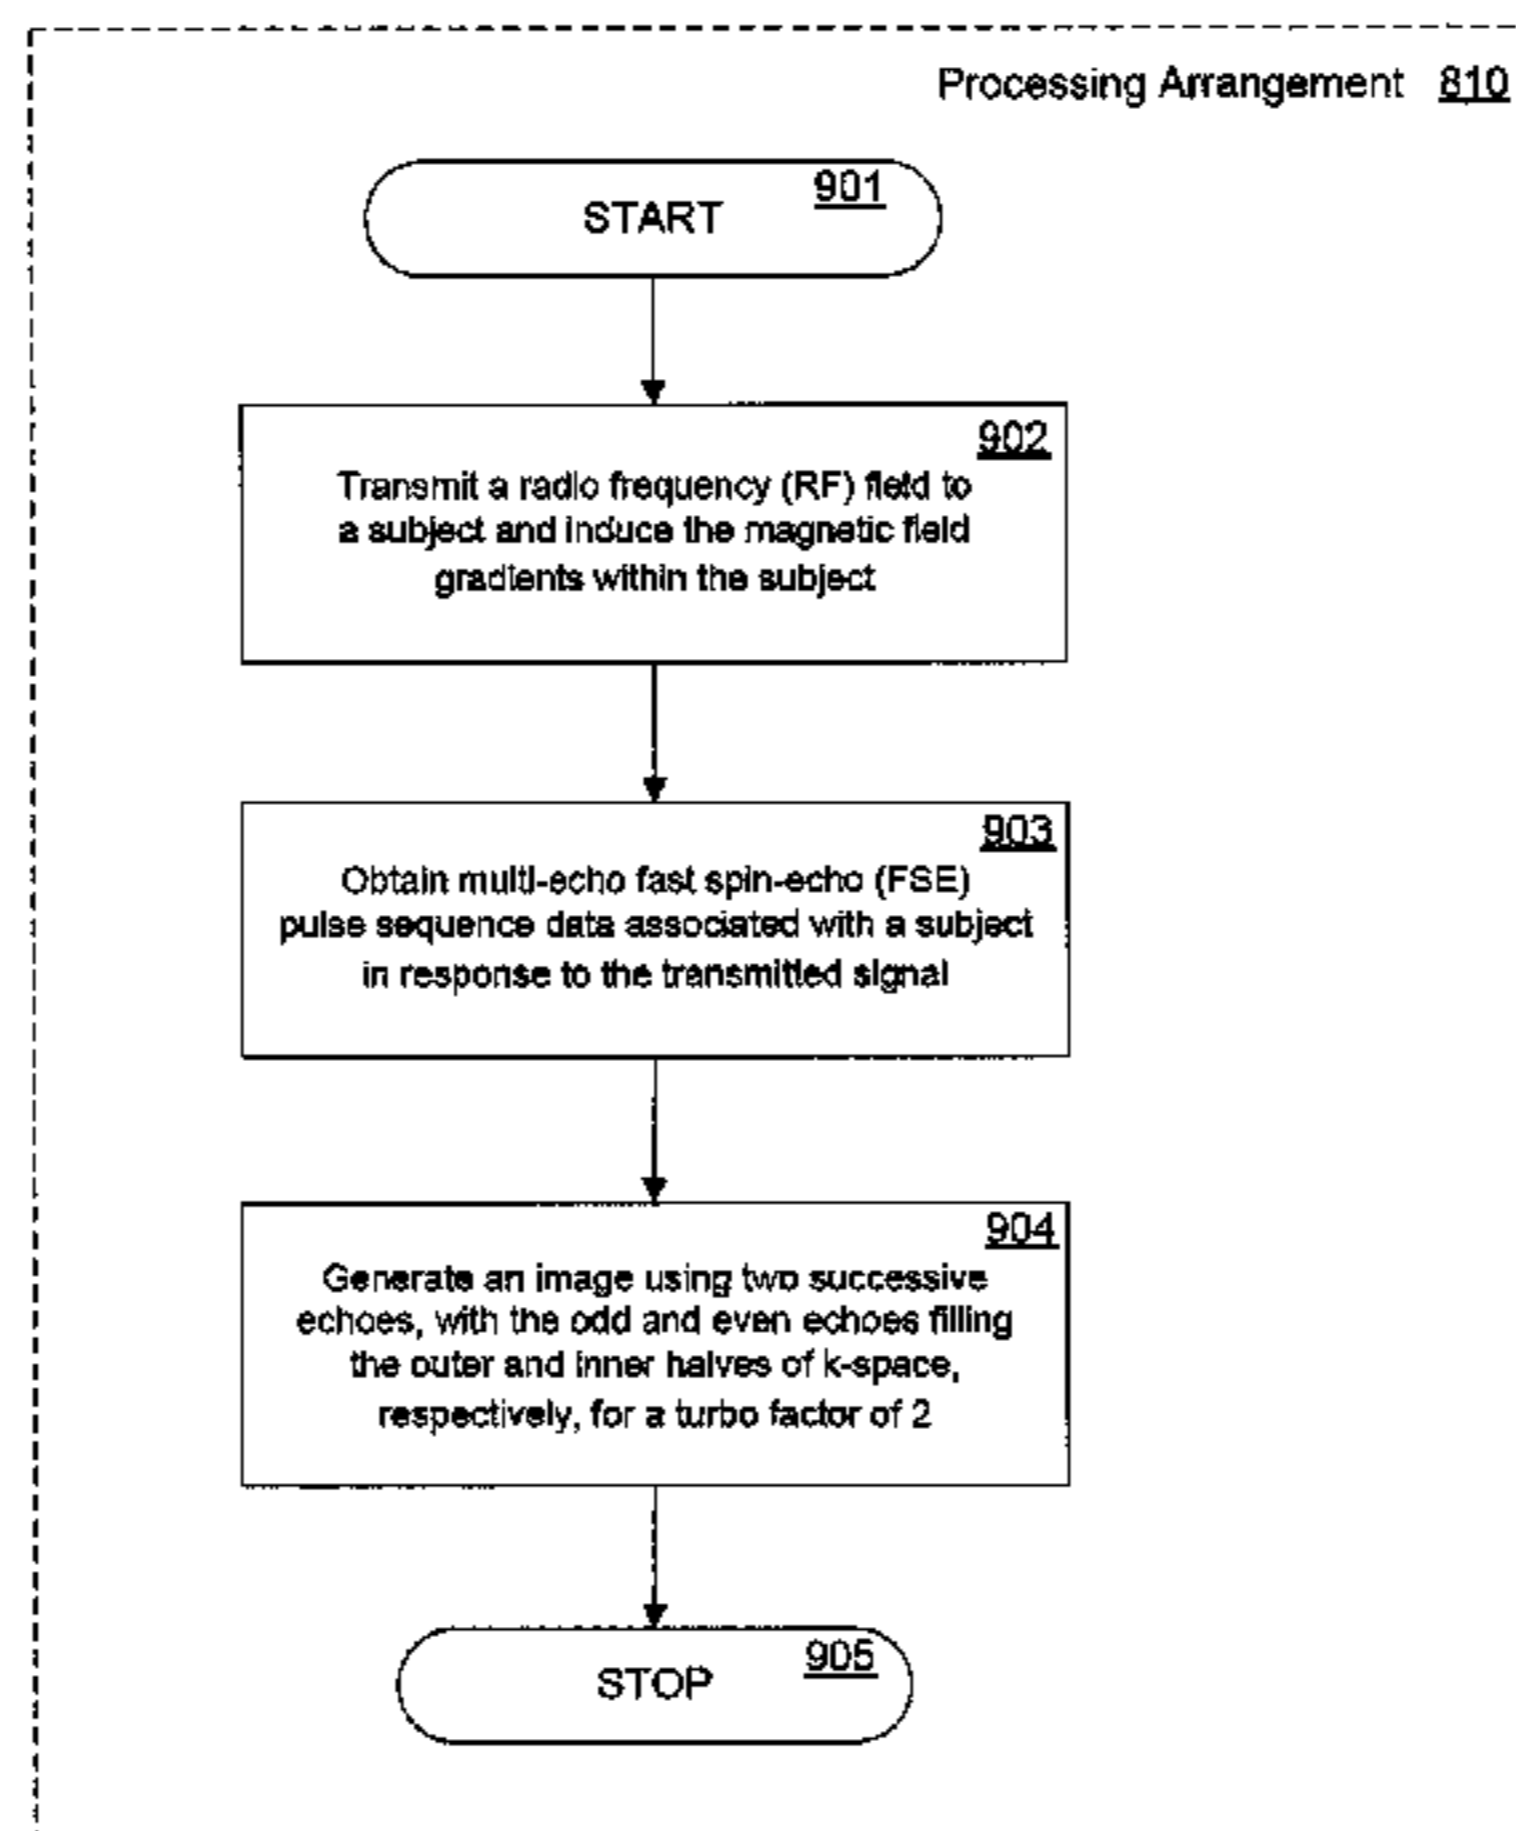 Processing Arrangement 810
901
START
902
Transmit a radio frequency (RF) field to
a subject and induce the magnetic field
gradients within the subject
903
Obtain multi-echo fast spin-echo (FSE)
pulse sequence data associated with a subject
in response to the transmitted signal
904
Generate an image using two successive
echoes, with the odd and even echoes filling
the outer and inner halves of k-space,
respectively, for a turbo factor of 2
905
STOP